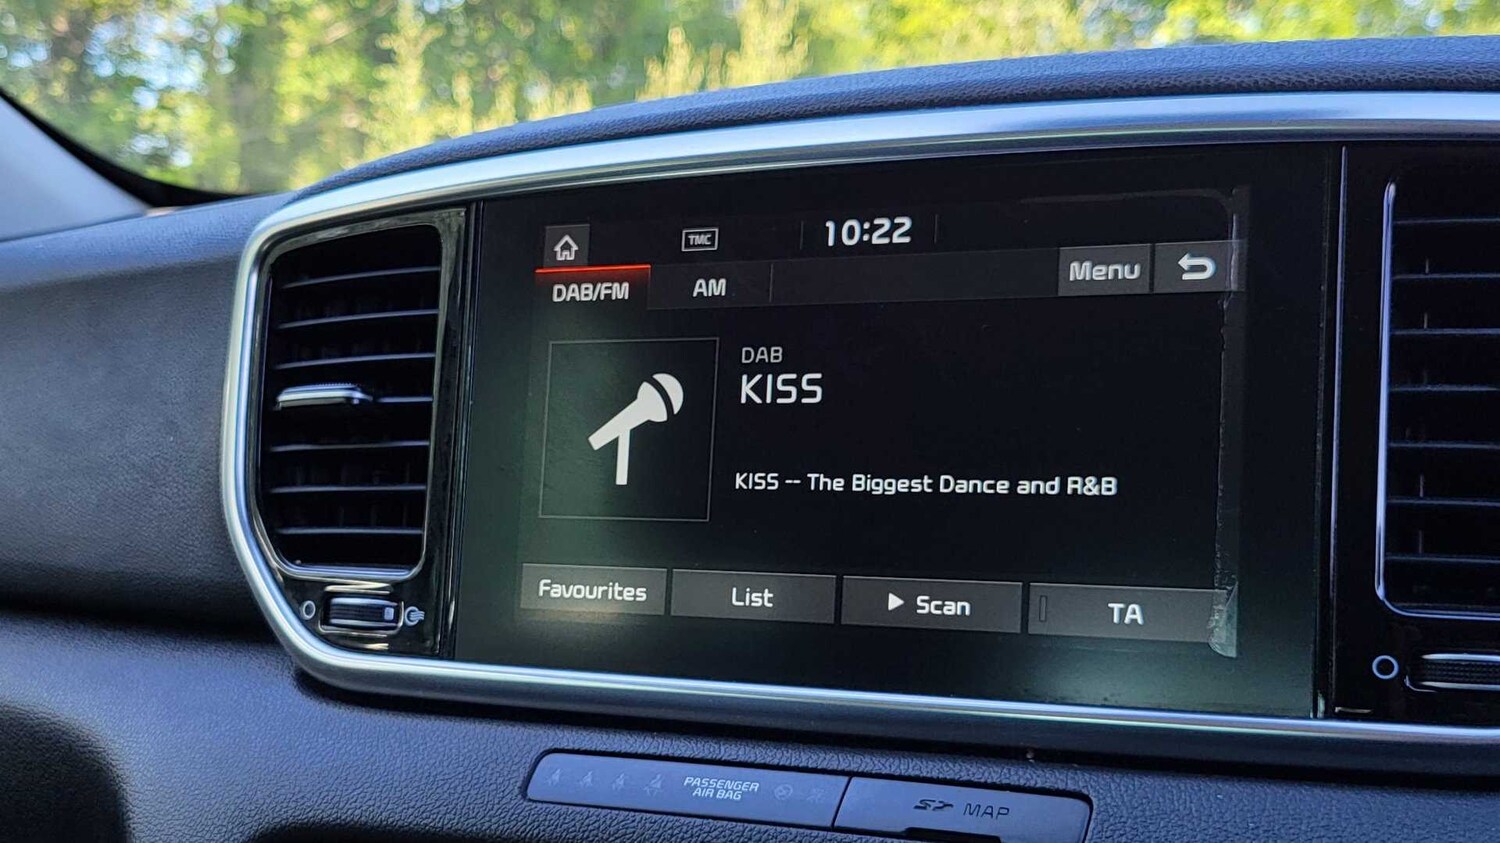 TMC
10:22
DAB/FM
AM
Menu
DAB
KISS
KISS -- The Biggest Dance and R&B
Favourites
List
Scan
TA
PASSENGER
AIR BAG
MAP